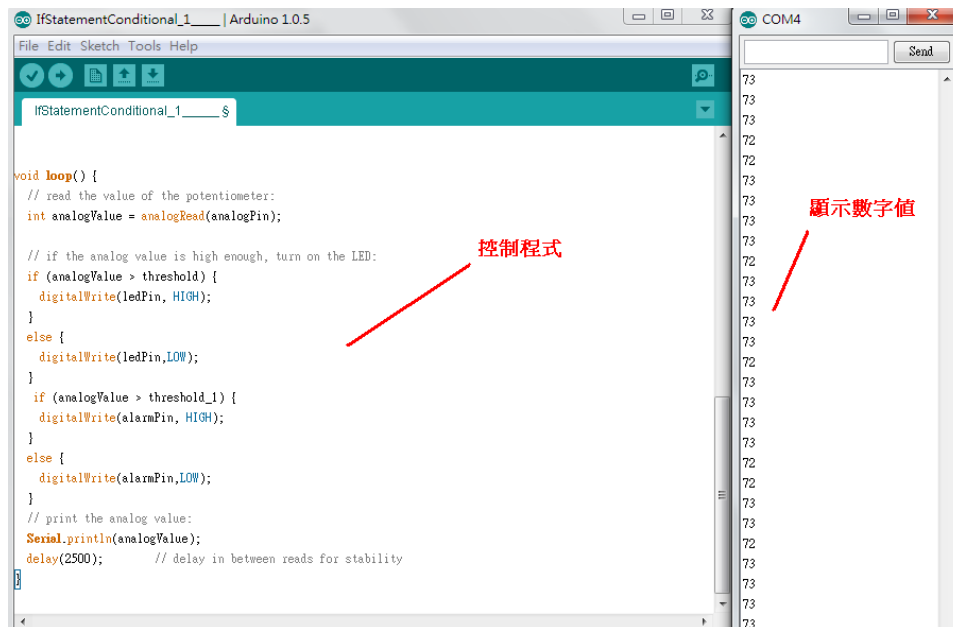 IfStatementConditional_1____ | Arduino 1.0.5
File Edit Sketch Tools Help
IfStatementConditional_1____ §
void loop() {
// read the value of the potentiometer:
int analogValue = analogRead(analogPin);
// if the analog value is high enough, turn on the LED:
if (analogValue > threshold) {
digitalWrite(ledPin, HIGH);
}
else {
digitalWrite(ledPin,LOW);
}
if (analogValue > threshold_1) {
digitalWrite(alarmPin, HIGH);
}
else {
digitalWrite(alarmPin,LOW);
}
// print the analog value:
Serial.println(analogValue);
delay(2500); // delay in between reads for stability
}
控制程式
COM4
Send
73
73
73
72
72
73
73
73
73
72
73
73
73
73
72
73
73
73
73
72
72
73
73
72
73
73
73
73
顯示數字值